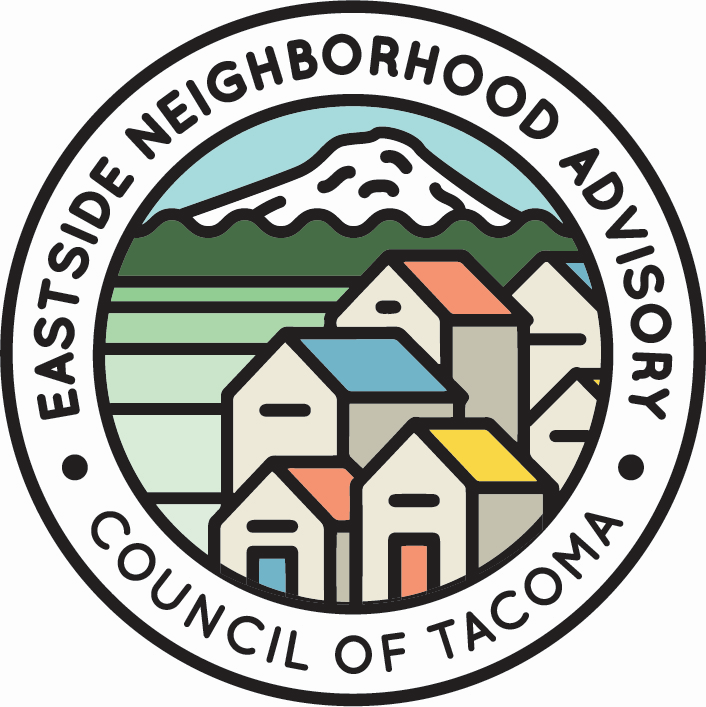 EASTSIDE NEIGHBORHOOD ADVISORY
COUNCIL OF TACOMA